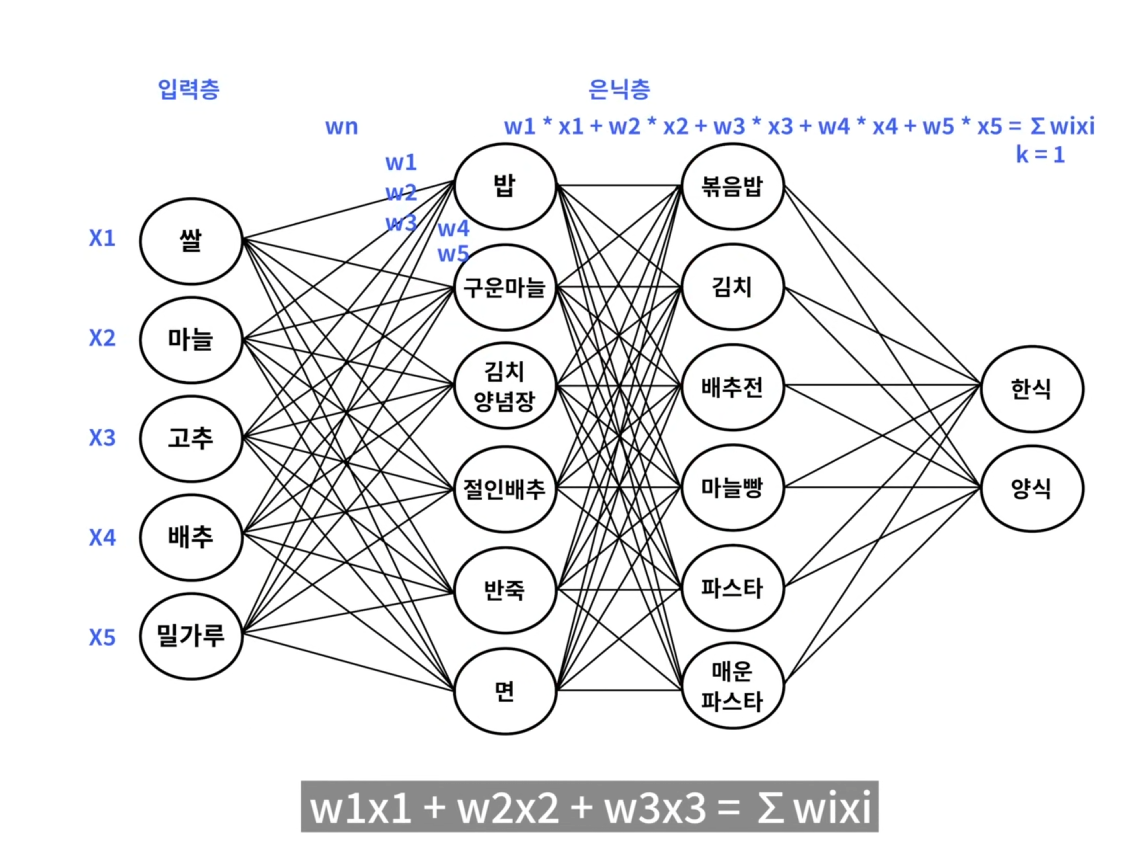 입력층
은닉층
wn
w1 * x1 + w2 * x2 + w3 * x3 + w4 * x4 + w5 * x5 = Σwixi
k = 1
w1
w2
w3
w4
w5
X1
쌀
X2
마늘
X3
고추
X4
배추
X5
밀가루
밥
구운마늘
김치
양념장
절인배추
반죽
면
볶음밥
김치
배추전
마늘빵
파스타
매운
파스타
한식
양식
w1x1 + w2x2 + w3x3 = Σwixi